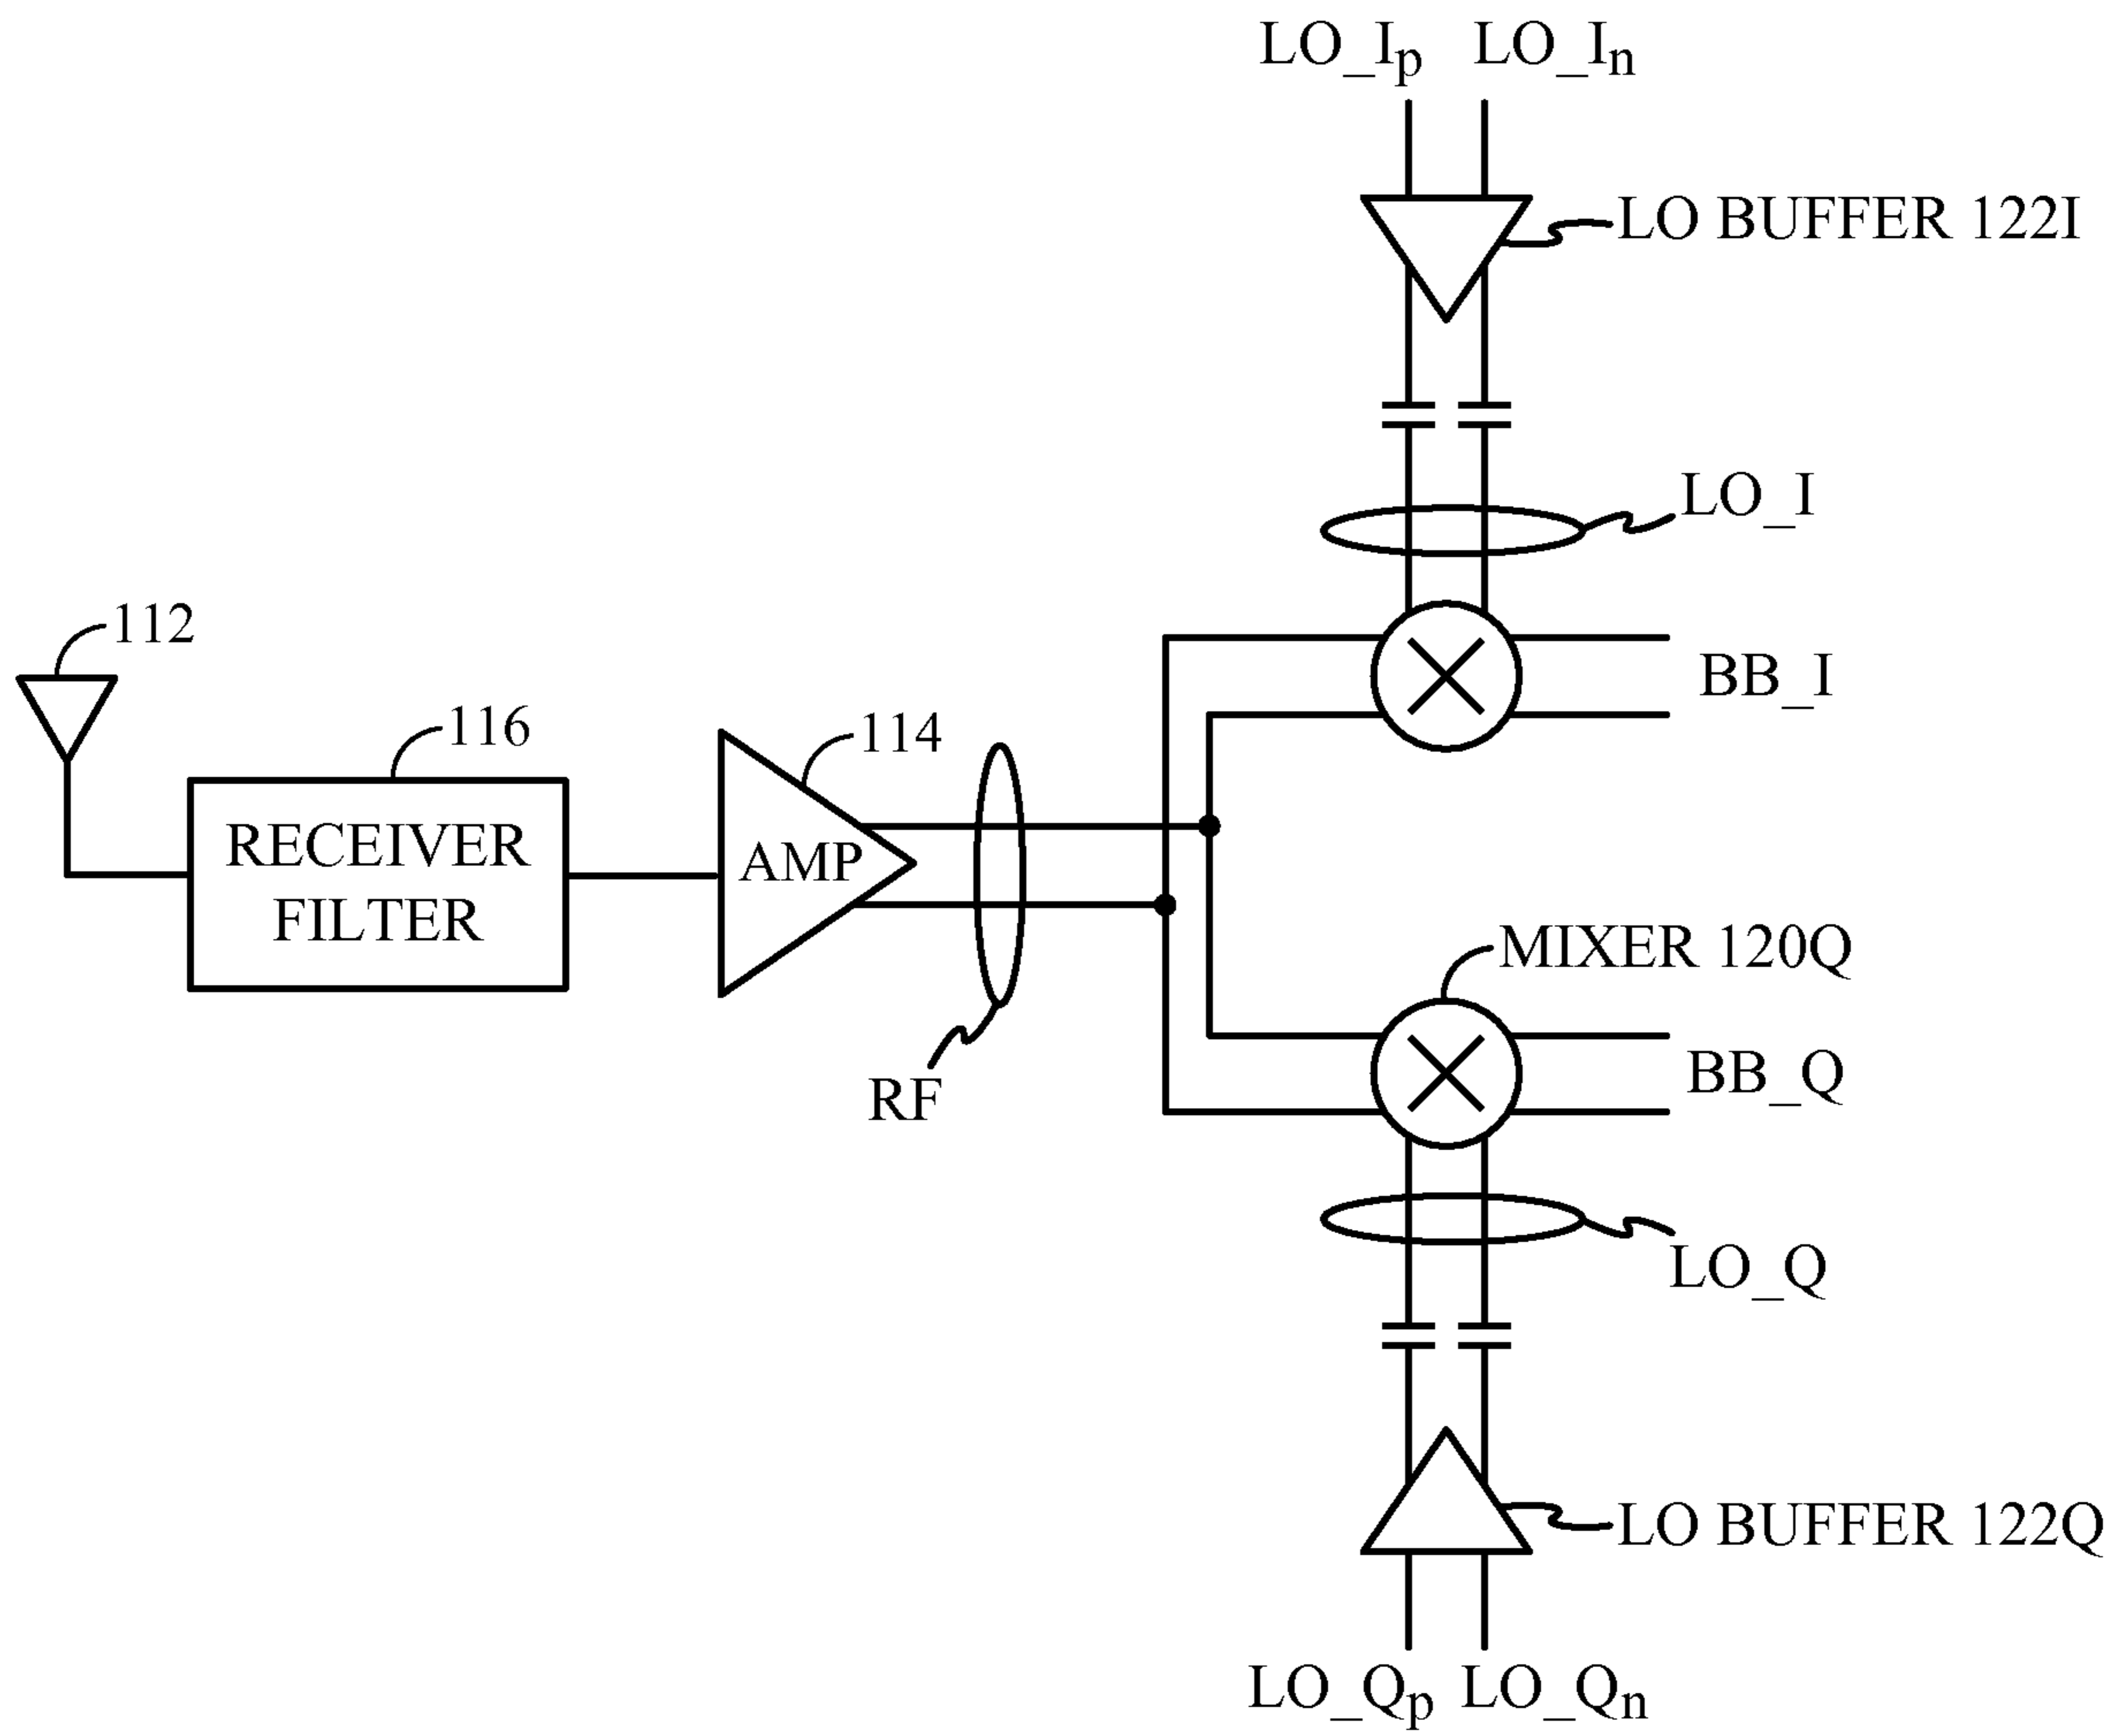 LO_Ip LO_In
LO BUFFER 122I
LO_I
112
BB_I
116
114
RECEIVER
FILTER
AMP
MIXER 120Q
RF
BB_Q
LO_Q
LO BUFFER 122Q
LO_Qp LO_Qn